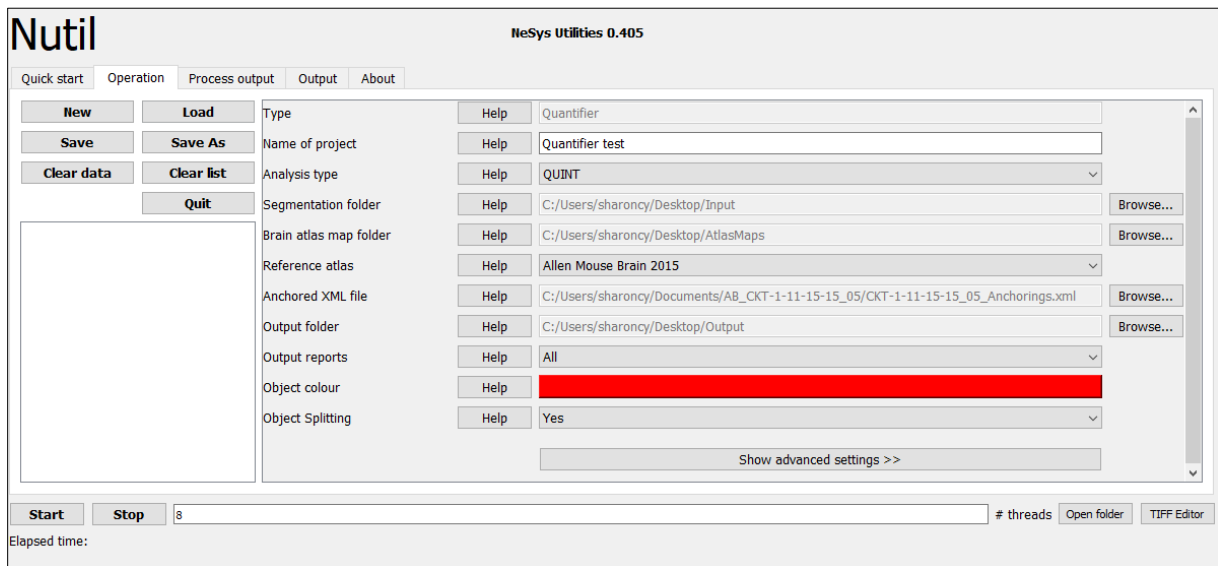 Nutil
NeSys Utilities 0.405
Quick start Operation Process output Output About
New Load
Save Save As
Clear data Clear list
Quit
Type Help Quantifier
Name of project Help Quantifier test
Analysis type Help QUINT
Segmentation folder Help C:/Users/sharoncy/Desktop/Input Browse...
Brain atlas map folder Help C:/Users/sharoncy/Desktop/AtlasMaps Browse...
Reference atlas Help Allen Mouse Brain 2015
Anchored XML file Help C:/Users/sharoncy/Documents/AB_CKT-1-11-15-15_05/CKT-1-11-15-15_05_Anchorings.xml Browse...
Output folder Help C:/Users/sharoncy/Desktop/Output Browse...
Output reports Help All
Object colour Help
Object Splitting Help Yes
Show advanced settings >>
Start Stop 8 # threads Open folder TIFF Editor
Elapsed time: